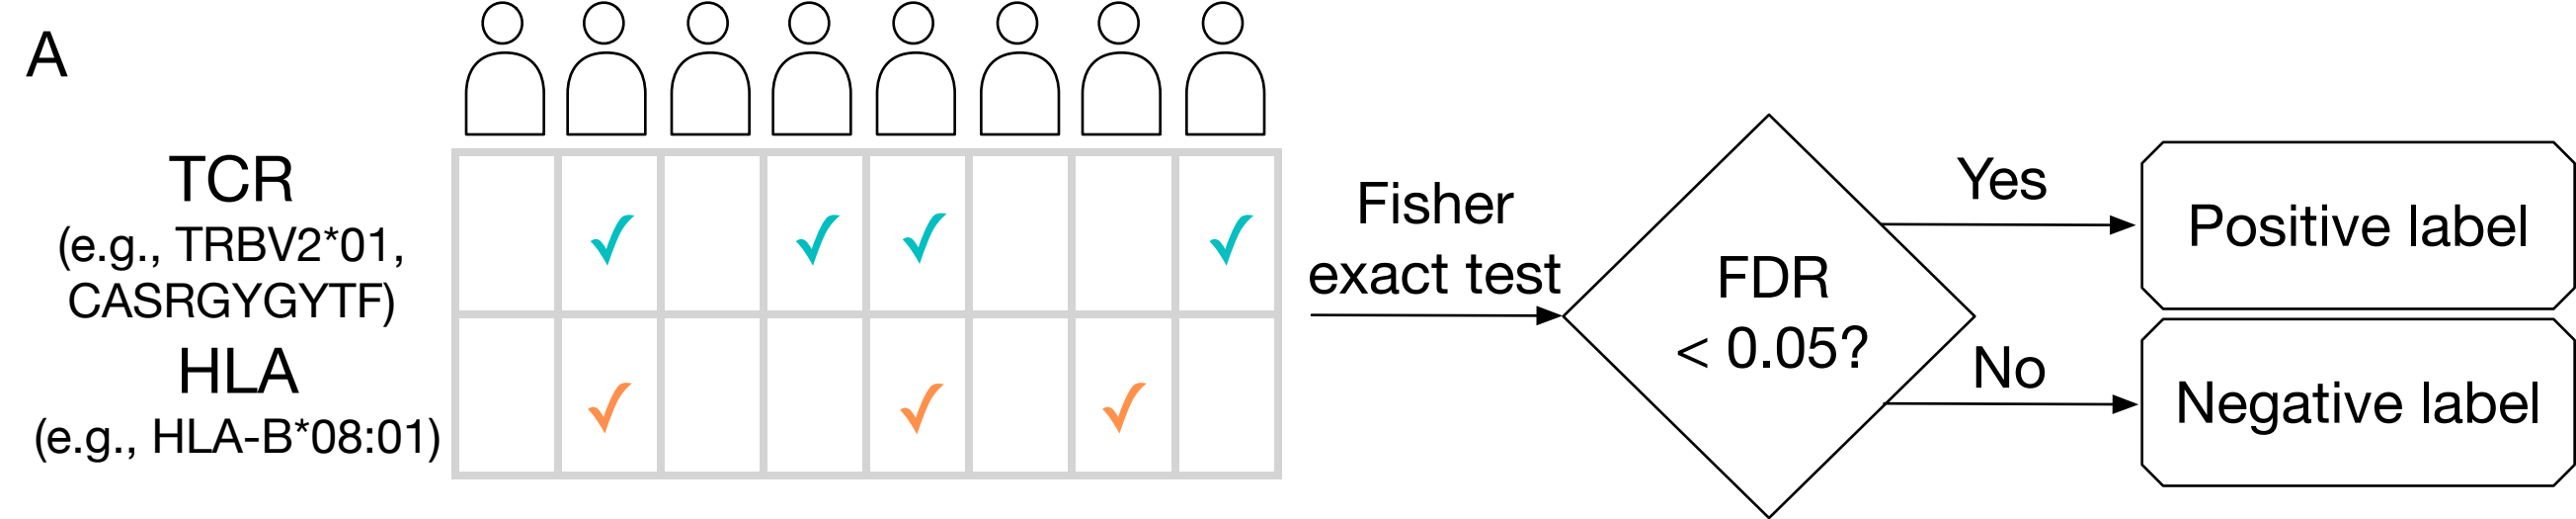 A
TCR
(e.g., TRBV2*01,
CASRGYGYTF)
HLA
(e.g., HLA-B*08:01)
Fisher
exact test
FDR
< 0.05?
Yes
Positive label
No
Negative label